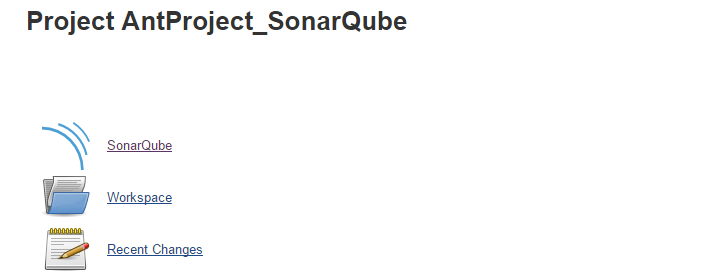 Project AntProject_SonarQube
SonarQube
Workspace
Recent Changes